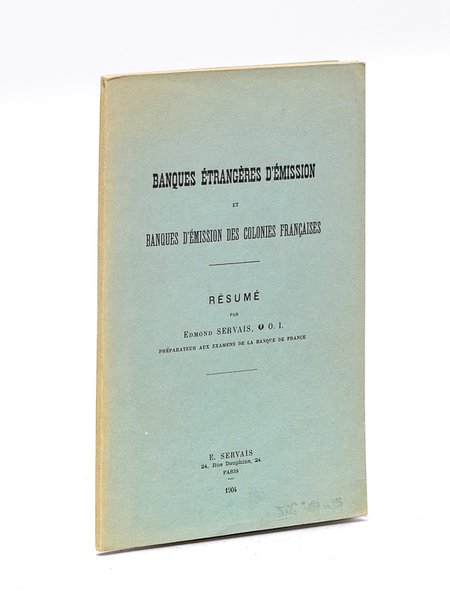 BANQUES ÉTRANGÈRES D'ÉMISSION
ET
BANQUES D'ÉMISSION DES COLONIES FRANÇAISES
RÉSUMÉ
PAR
EDMOND SERVAIS, O. I.
PRÉPARATEUR AUX EXAMENS DE LA BANQUE DE FRANCE
E. SERVAIS
24, Rue Dauphine, 24
PARIS
1904